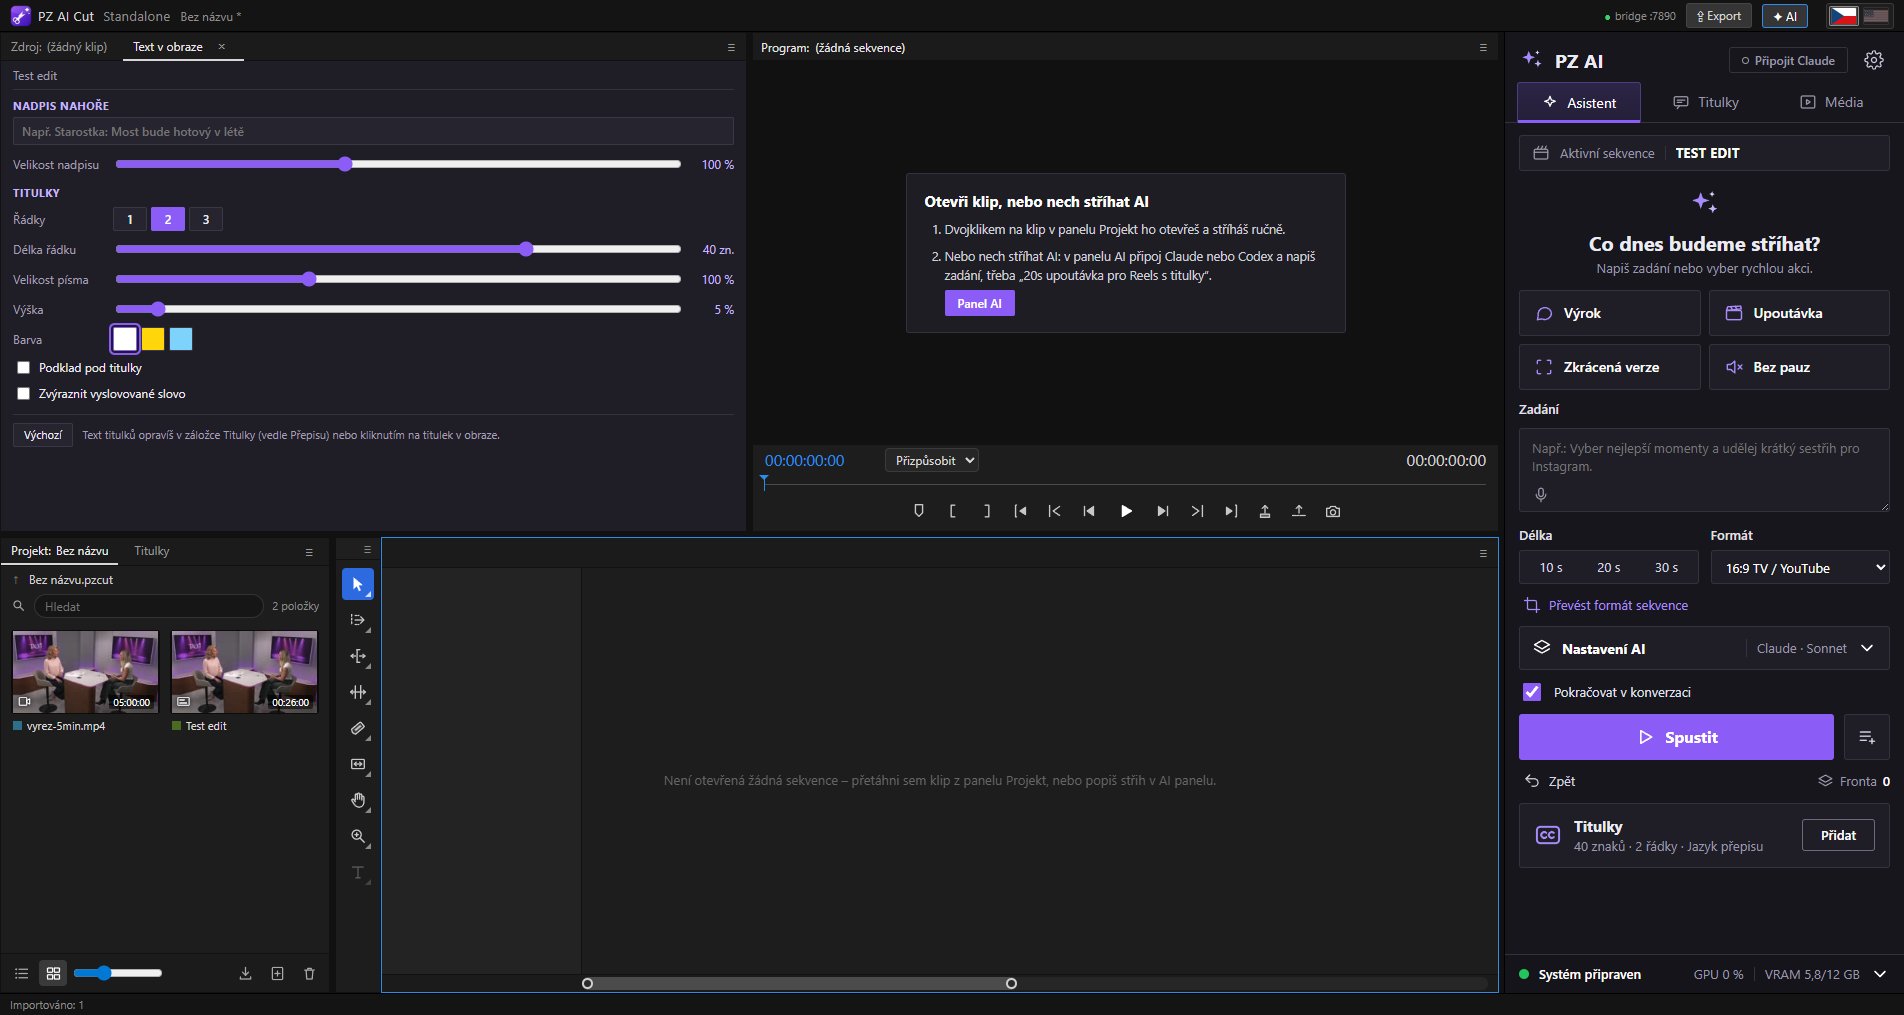 PZ AI Cut Standalone Bez názvu *
bridge :7890
Export
AI
Zdroj: (žádný klip)
Text v obraze ×
Test edit
NADPIS NAHOŘE
Např. Starostka: Most bude hotový v létě
Velikost nadpisu 100 %
TITULKY
Řádky 1 2 3
Délka řádku 40 zn.
Velikost písma 100 %
Výška 5 %
Barva
Podklad pod titulky
Zvýraznit vyslovované slovo
Výchozí Text titulků opravíš v záložce Titulky (vedle Přepisu) nebo kliknutím na titulek v obraze.
Program: (žádná sekvence)
Otevři klip, nebo nech stříhat AI
1. Dvojklikem na klip v panelu Projekt ho otevřeš a stříháš ručně.
2. Nebo nech stříhat AI: v panelu AI připoj Claude nebo Codex a napiš
zadání, třeba „20s upoutávka pro Reels s titulky“.
Panel AI
00:00:00:00 Přizpůsobit 00:00:00:00
Projekt: Bez názvu Titulky
Bez názvu.pzcut
Hledat 2 položky
05:00:00 00:26:00
vyrez-5min.mp4 Test edit
Není otevřená žádná sekvence – přetáhni sem klip z panelu Projekt, nebo popiš střih v AI panelu.
Importováno: 1
PZ AI
Připojit Claude
Asistent Titulky Média
Aktivní sekvence TEST EDIT
Co dnes budeme stříhat?
Napiš zadání nebo vyber rychlou akci.
Výrok Upoutávka
Zkrácená verze Bez pauz
Zadání
Např.: Vyber nejlepší momenty a udělej krátký sestřih pro
Instagram.
Délka Formát
10 s 20 s 30 s 16:9 TV / YouTube
Převést formát sekvence
Nastavení AI Claude · Sonnet
Pokračovat v konverzaci
Spustit
Zpět Fronta 0
CC
Titulky
40 znaků · 2 řádky · Jazyk přepisu
Přidat
Systém připraven GPU 0 % VRAM 5,8/12 GB